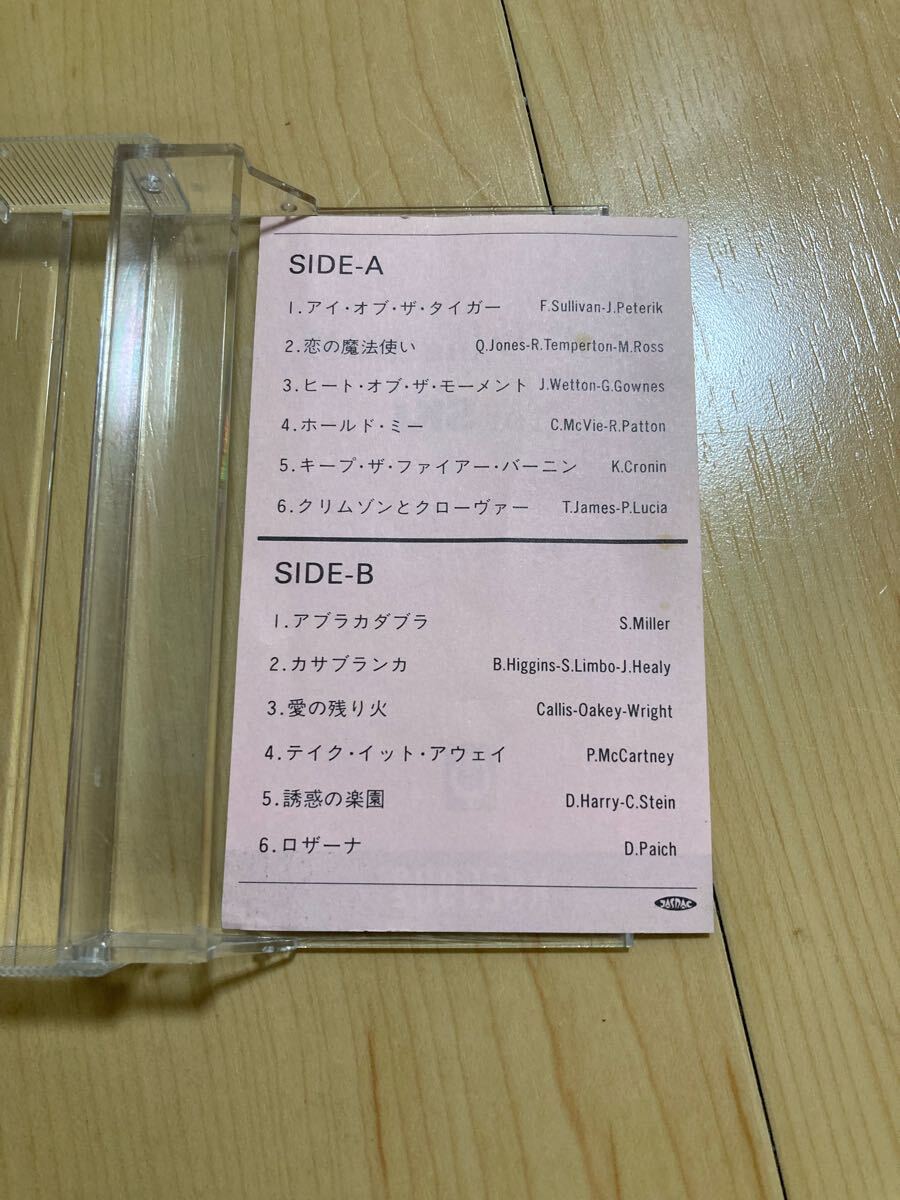 SIDE-A
1.アイ・オブ・ザ・タイガー F.Sullivan-J.Peterik
2.恋の魔法使い Q.Jones-R.Temperton-M.Ross
3.ヒート・オブ・ザ・モーメント J.Wetton-G.Gownes
4.ホールド・ミー C.McVie-R.Patton
5.キープ・ザ・ファイアー・バーニン K.Cronin
6.クリムゾンとクローヴァー T.James-P.Lucia
SIDE-B
1.アブラカダブラ S.Miller
2.カサブランカ B.Higgins-S.Limbo-J.Healy
3.愛の残り火 Callis-Oakey-Wright
4.テイク・イット・アウェイ P.McCartney
5.誘惑の楽園 D.Harry-C.Stein
6.ロザーナ D.Paich
JASRAC